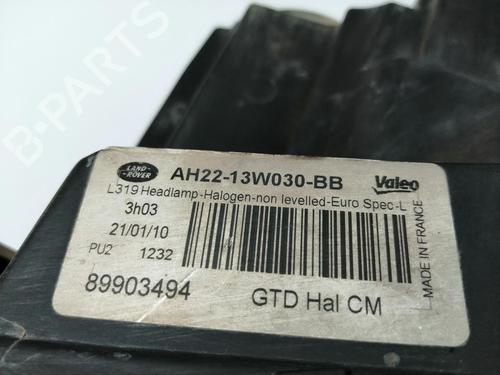 B-PARTS
LAND-
ROVER
AH22-13W030-BB
Valeo
L319 Headlamp-Halogen-non levelled-Euro Spec-L
3h03
21/01/10
PU2 1232
89903494
GTD Hal CM
MADE IN FRANCE